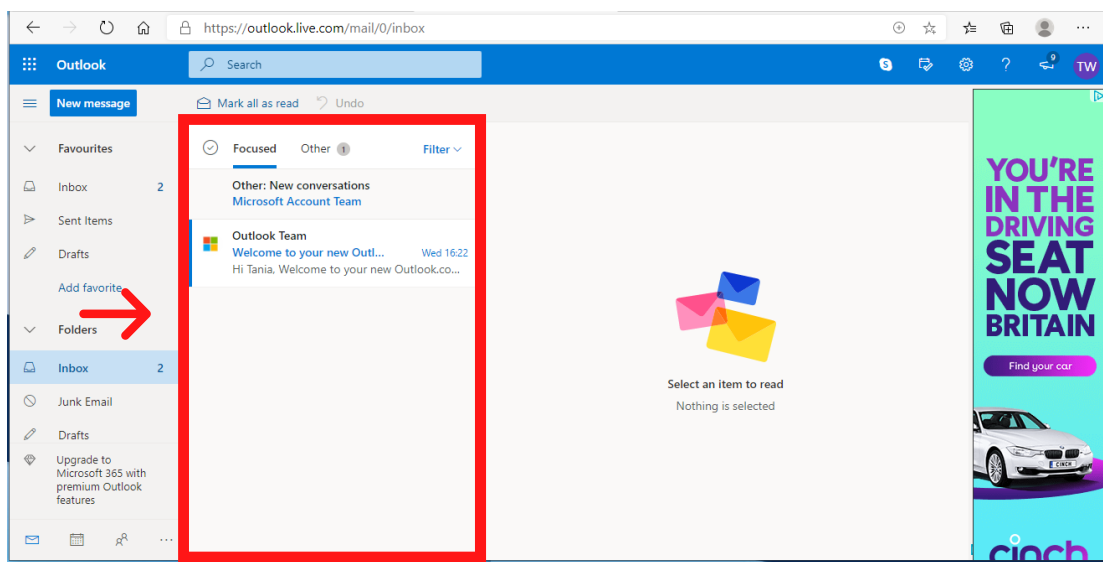 https://outlook.live.com/mail/0/inbox
Outlook
Search
S
9
TW
New message
Mark all as read
Undo
Favourites
Inbox 2
Sent Items
Drafts
Add favorite
Folders
Inbox 2
Junk Email
Drafts
Upgrade to
Microsoft 365 with
premium Outlook
features
Focused Other 1 Filter
Other: New conversations
Microsoft Account Team
Outlook Team
Welcome to your new Outl... Wed 16:22
Hi Tania, Welcome to your new Outlook.co...
Select an item to read
Nothing is selected
YOU'RE
IN THE
DRIVING
SEAT
NOW
BRITAIN
Find your car
CINCH
cinch